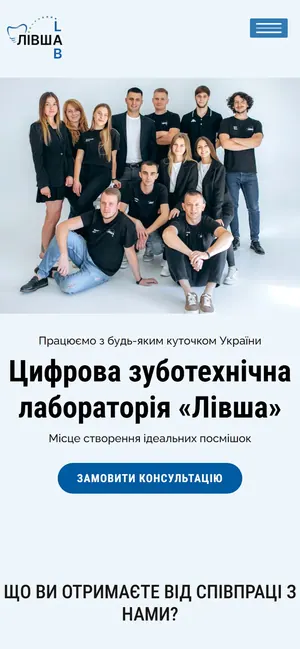 ЛІВША
LAB
Працюємо з будь-яким куточком України
Цифрова зуботехнічна
лабораторія «Лівша»
Місце створення ідеальних посмішок
ЗАМОВИТИ КОНСУЛЬТАЦІЮ
ЩО ВИ ОТРИМАЄТЕ ВІД СПІВПРАЦІ З
НАМИ?